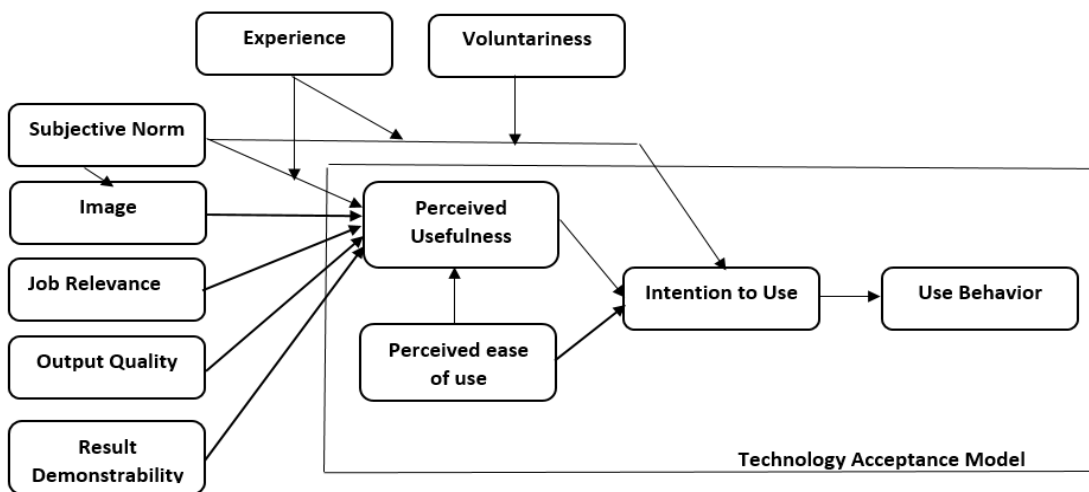 Experience
Voluntariness
Subjective Norm
Image
Perceived
Usefulness
Job Relevance
Intention to Use
Use Behavior
Output Quality
Perceived ease
of use
Result
Demonstrability
Technology Acceptance Model